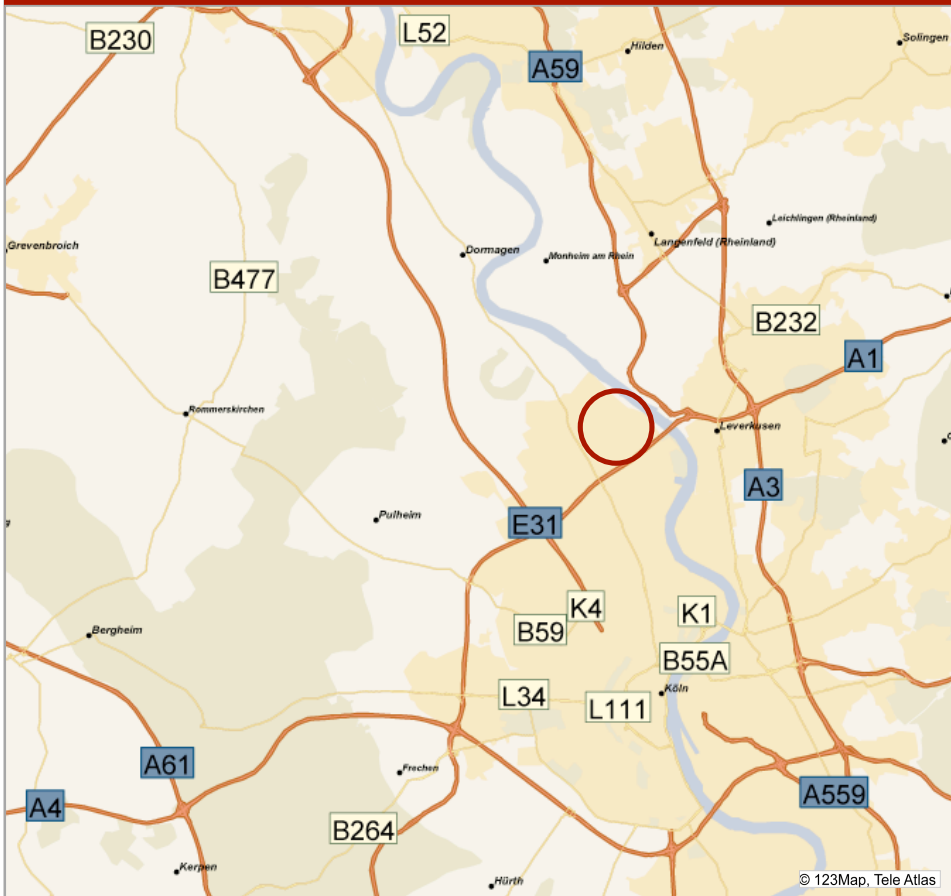 L52
B230
Solingen
Hilden
A59
Leichlingen (Rheinland)
Langenfeld (Rheinland)
Grevenbroich
Dormagen
Monheim am Rhein
B477
B232
A1
Rommerskirchen
Leverkusen
A3
Pulheim
E31
K4
K1
B59
Bergheim
B55A
Köln
L34
L111
A61
Frechen
A4
A559
B264
Kerpen
Hürth
© 123Map, Tele Atlas